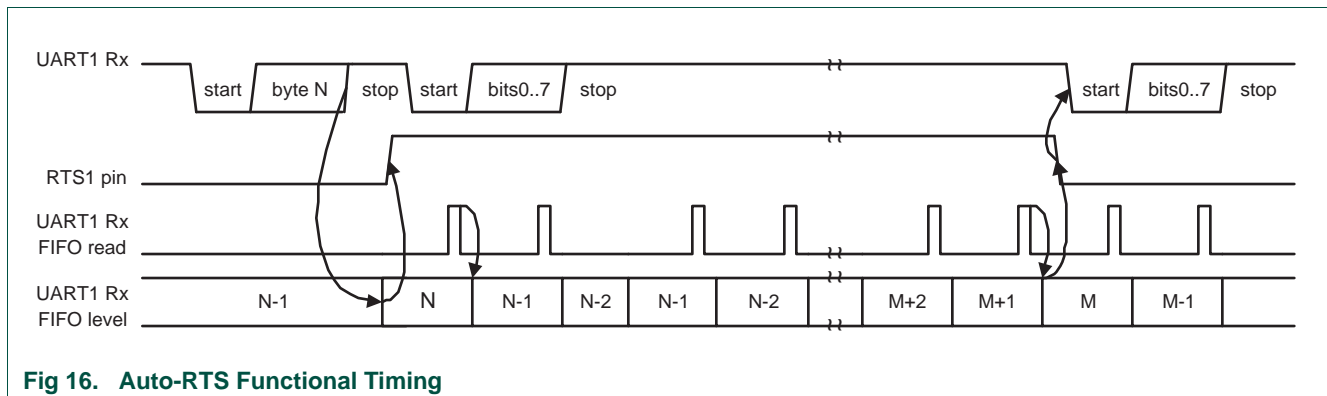 UART1 Rx
start byte N stop start bits0..7 stop start bits0..7 stop
RTS1 pin
UART1 Rx
FIFO read
UART1 Rx
FIFO level
N-1 N N-1 N-2 N-1 N-2 M+2 M+1 M M-1
Fig 16. Auto-RTS Functional Timing